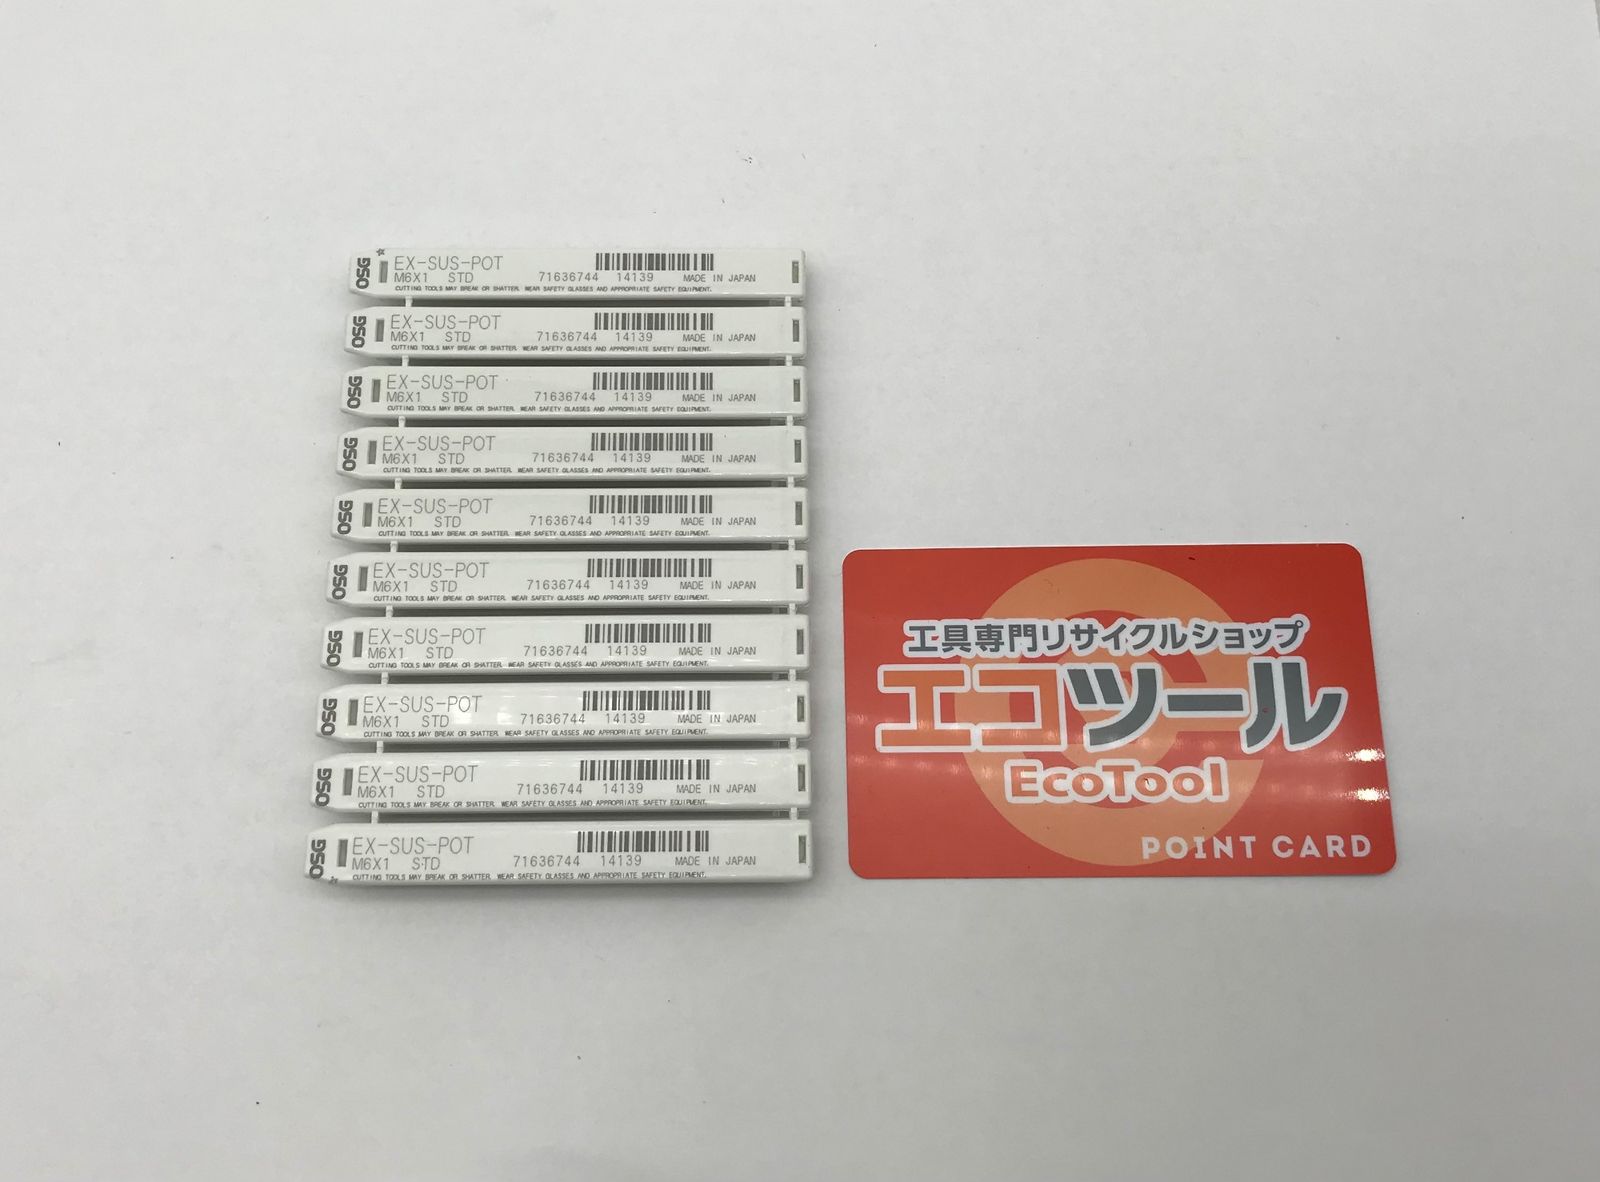 OSG
EX-SUS-POT
M6X1 STD 71636744 14139 MADE IN JAPAN
CUTTING TOOLS MAY BREAK OR SHATTER. WEAR SAFETY GLASSES AND APPROPRIATE SAFETY EQUIPMENT.
OSG
EX-SUS-POT
M6X1 STD 71636744 14139 MADE IN JAPAN
CUTTING TOOLS MAY BREAK OR SHATTER. WEAR SAFETY GLASSES AND APPROPRIATE SAFETY EQUIPMENT.
OSG
EX-SUS-POT
M6X1 STD 71636744 14139 MADE IN JAPAN
CUTTING TOOLS MAY BREAK OR SHATTER. WEAR SAFETY GLASSES AND APPROPRIATE SAFETY EQUIPMENT.
OSG
EX-SUS-POT
M6X1 STD 71636744 14139 MADE IN JAPAN
CUTTING TOOLS MAY BREAK OR SHATTER. WEAR SAFETY GLASSES AND APPROPRIATE SAFETY EQUIPMENT.
OSG
EX-SUS-POT
M6X1 STD 71636744 14139 MADE IN JAPAN
CUTTING TOOLS MAY BREAK OR SHATTER. WEAR SAFETY GLASSES AND APPROPRIATE SAFETY EQUIPMENT.
OSG
EX-SUS-POT
M6X1 STD 71636744 14139 MADE IN JAPAN
CUTTING TOOLS MAY BREAK OR SHATTER. WEAR SAFETY GLASSES AND APPROPRIATE SAFETY EQUIPMENT.
OSG
EX-SUS-POT
M6X1 STD 71636744 14139 MADE IN JAPAN
CUTTING TOOLS MAY BREAK OR SHATTER. WEAR SAFETY GLASSES AND APPROPRIATE SAFETY EQUIPMENT.
OSG
EX-SUS-POT
M6X1 STD 71636744 14139 MADE IN JAPAN
CUTTING TOOLS MAY BREAK OR SHATTER. WEAR SAFETY GLASSES AND APPROPRIATE SAFETY EQUIPMENT.
OSG
EX-SUS-POT
M6X1 STD 71636744 14139 MADE IN JAPAN
CUTTING TOOLS MAY BREAK OR SHATTER. WEAR SAFETY GLASSES AND APPROPRIATE SAFETY EQUIPMENT.
OSG
EX-SUS-POT
M6X1 STD 71636744 14139 MADE IN JAPAN
CUTTING TOOLS MAY BREAK OR SHATTER. WEAR SAFETY GLASSES AND APPROPRIATE SAFETY EQUIPMENT.
工具専門リサイクルショップ
エコツール
EcoTool
POINT CARD